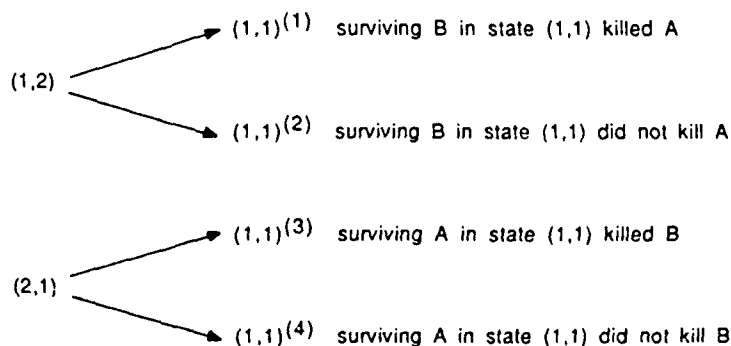 (1,1)(1) surviving B in state (1,1) killed A
(1,2)
(1,1)(2) surviving B in state (1,1) did not kill A
(1,1)(3) surviving A in state (1,1) killed B
(2,1)
(1,1)(4) surviving A in state (1,1) did not kill B